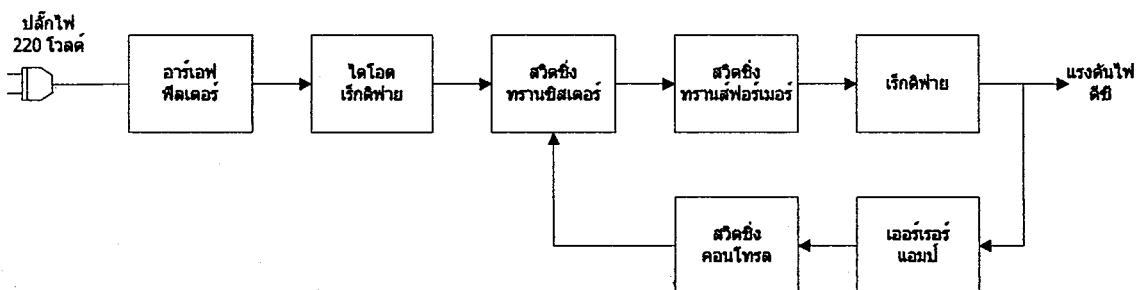 ปลั๊กไฟ
220 โวลต์
อาร์เอฟ
ฟิลเตอร์
ไดโอด
เร็กติฟาย
สวิตชิ่ง
ทรานซิสเตอร์
สวิตชิ่ง
ทรานส์ฟอร์เมอร์
เร็กติฟาย
แรงดันไฟ
ดีซี
สวิตชิ่ง
คอนโทรล
เออร์เรอร์
แอมป์